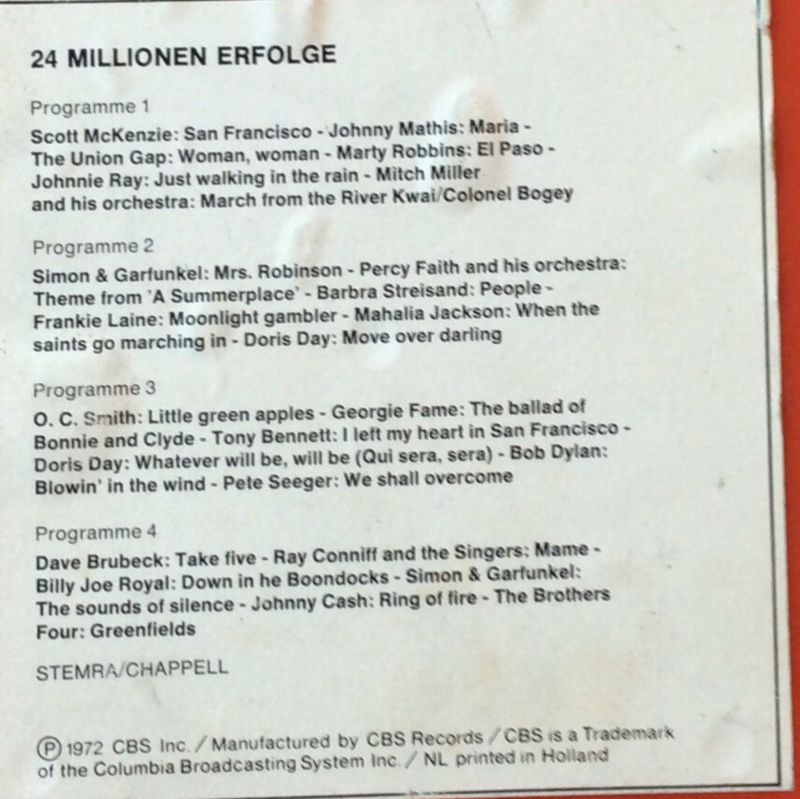 24 MILLIONEN ERFOLGE
Programme 1
Scott McKenzie: San Francisco - Johnny Mathis: Maria -
The Union Gap: Woman, woman - Marty Robbins: El Paso -
Johnnie Ray: Just walking in the rain - Mitch Miller
and his orchestra: March from the River Kwai/Colonel Bogey
Programme 2
Simon & Garfunkel: Mrs. Robinson - Percy Faith and his orchestra:
Theme from 'A Summerplace' - Barbra Streisand: People -
Frankie Laine: Moonlight gambler - Mahalia Jackson: When the
saints go marching in - Doris Day: Move over darling
Programme 3
O. C. Smith: Little green apples - Georgie Fame: The ballad of
Bonnie and Clyde - Tony Bennett: I left my heart in San Francisco -
Doris Day: Whatever will be, will be (Qui sera, sera) - Bob Dylan:
Blowin' in the wind - Pete Seeger: We shall overcome
Programme 4
Dave Brubeck: Take five - Ray Conniff and the Singers: Mame -
Billy Joe Royal: Down in he Boondocks - Simon & Garfunkel:
The sounds of silence - Johnny Cash: Ring of fire - The Brothers
Four: Greenfields
STEMRA/CHAPPELL
Ⓟ 1972 CBS Inc. / Manufactured by CBS Records / CBS is a Trademark
of the Columbia Broadcasting System Inc. / NL printed in Holland